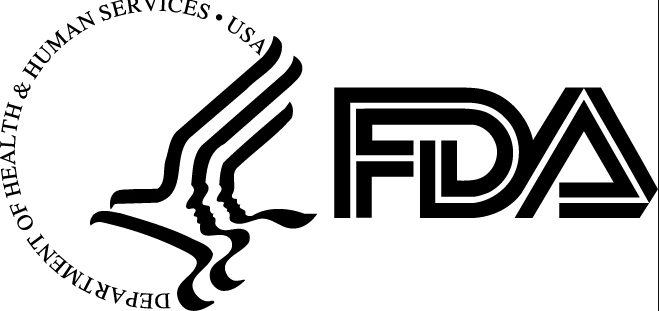 DEPARTMENT OF HEALTH & HUMAN SERVICES • USA
FDA